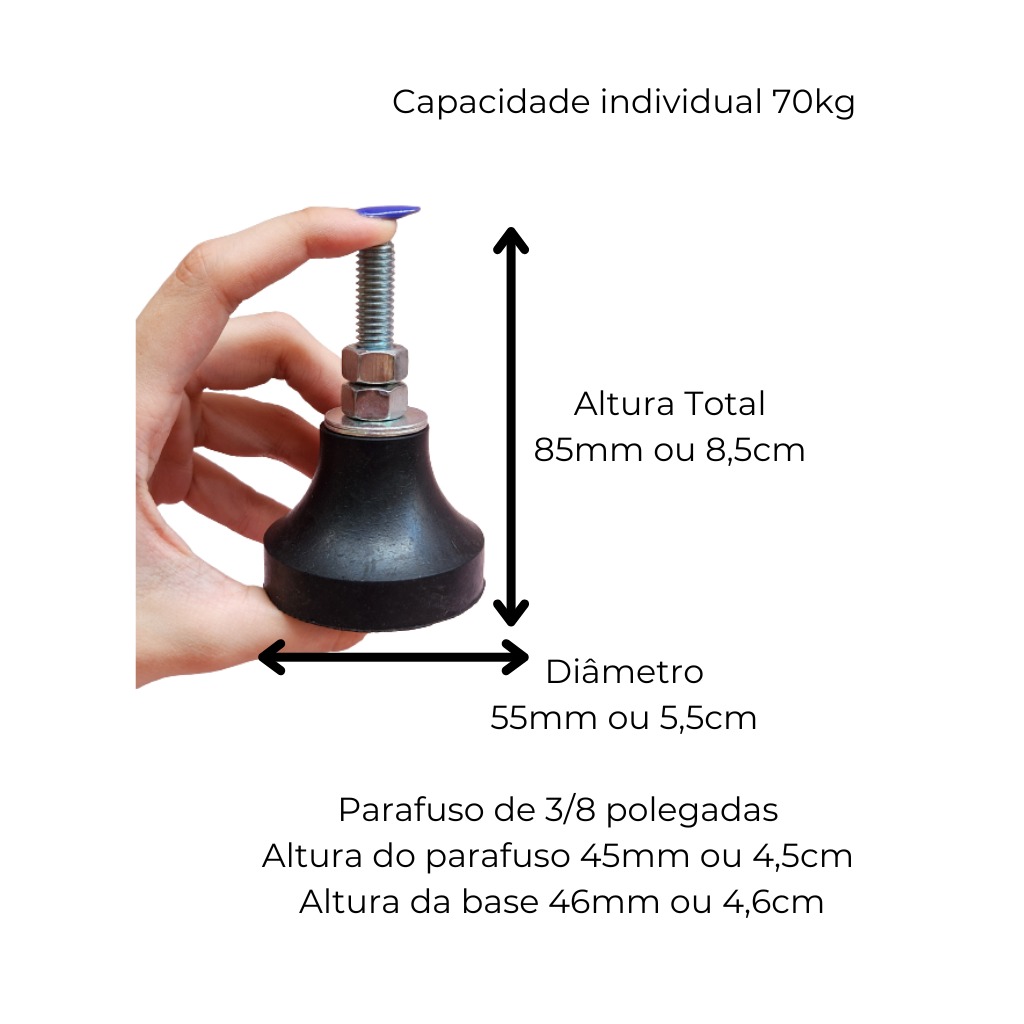 Capacidade individual 70kg
Altura Total
85mm ou 8,5cm
Diâmetro
55mm ou 5,5cm
Parafuso de 3/8 polegadas
Altura do parafuso 45mm ou 4,5cm
Altura da base 46mm ou 4,6cm